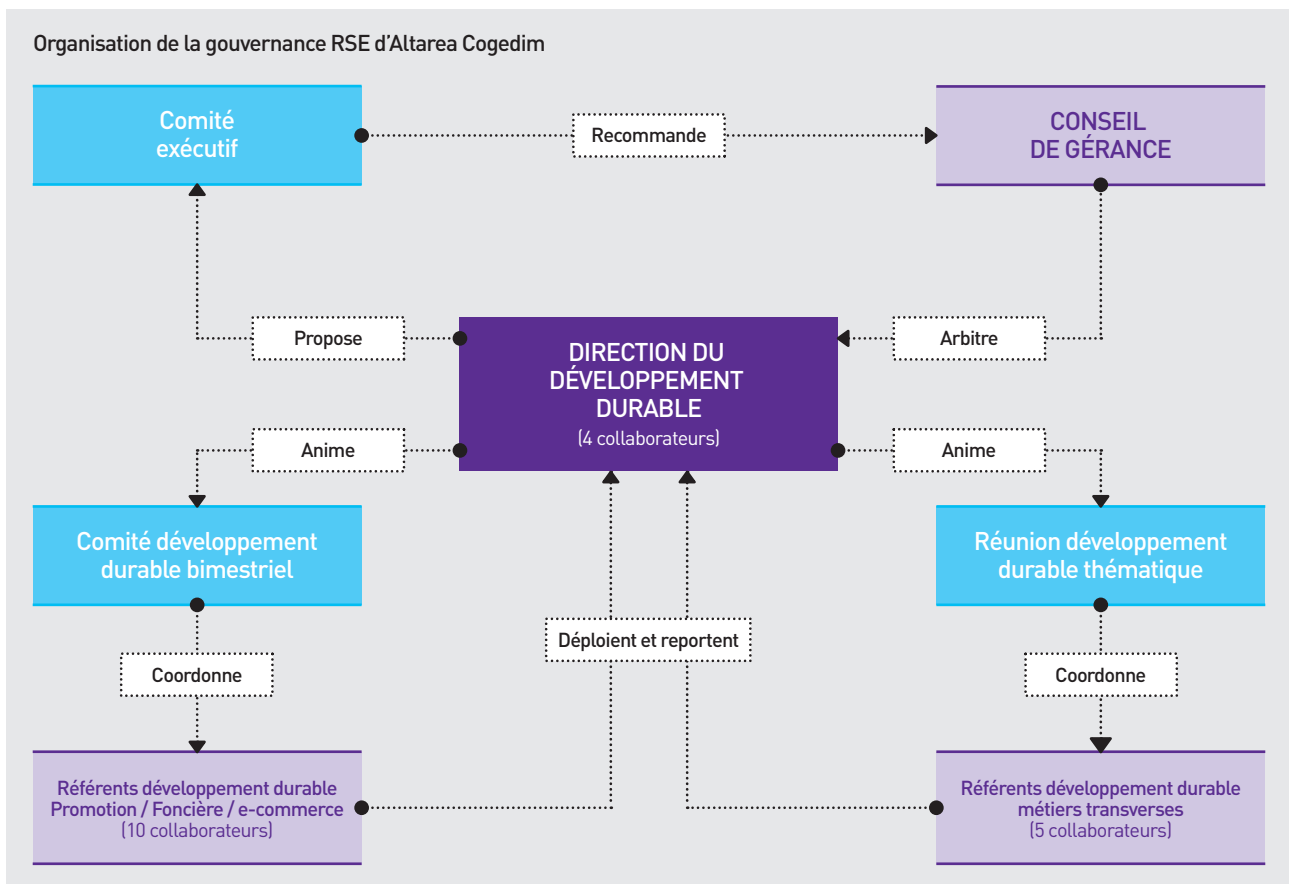 Organisation de la gouvernance RSE d'Altarea Cogedim
Comité
exécutif
Recommande
CONSEIL
DE GÉRANCE
Propose
DIRECTION DU
DÉVELOPPEMENT
DURABLE
(4 collaborateurs)
Arbitre
Anime
Anime
Comité développement
durable bimestriel
Réunion développement
durable thématique
Déploient et reportent
Coordonne
Coordonne
Référents développement durable
Promotion / Foncière / e-commerce
(10 collaborateurs)
Référents développement durable
métiers transverses
(5 collaborateurs)